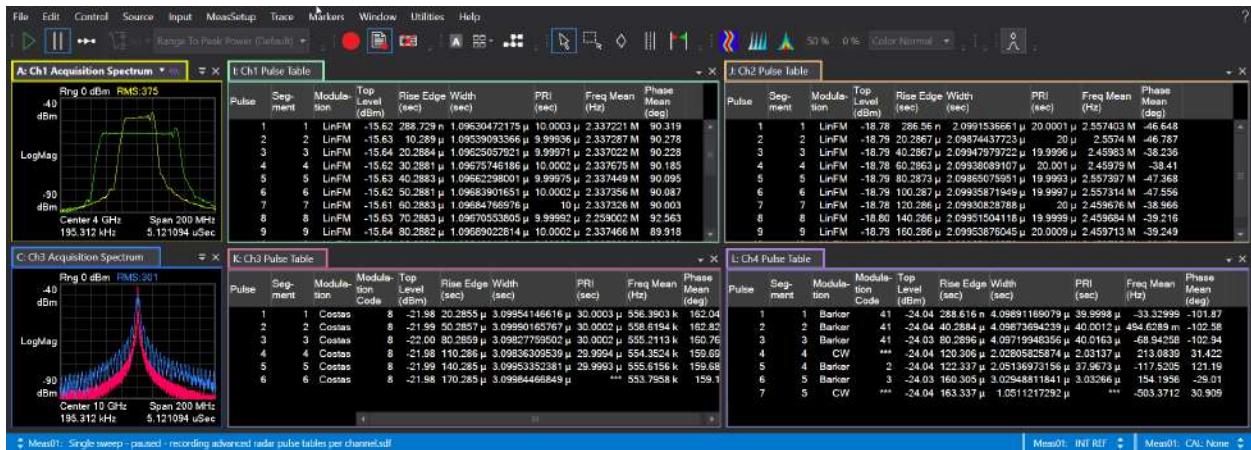 File Edit Control Source Input MeasSetup Trace Markers Window Utilities Help ?
Range To Peak Power (Default) A 50 % 0 % Color Normal
A: Ch1 Acquisition Spectrum
Rng 0 dBm RMS:375
-40
dBm
LogMag
-90
dBm
Center 4 GHz Span 200 MHz
195.312 kHz 5.121094 uSec
I: Ch1 Pulse Table
Pulse Seg-ment Modula-tion Top Level (dBm) Rise Edge (sec) Width (sec) PRI (sec) Freq Mean (Hz) Phase Mean (deg)
1 1 LinFM -15.62 288.729 n 1.09630472175 µ 10.0003 µ 2.337221 M 90.319
2 2 LinFM -15.63 10.289 µ 1.09539093366 µ 9.99936 µ 2.337287 M 90.278
3 3 LinFM -15.64 20.2884 µ 1.09625057921 µ 9.99971 µ 2.337022 M 90.228
4 4 LinFM -15.62 30.2881 µ 1.09675746186 µ 10.0002 µ 2.337675 M 90.185
5 5 LinFM -15.63 40.2883 µ 1.09662298001 µ 9.99975 µ 2.337449 M 90.095
6 6 LinFM -15.62 50.2881 µ 1.09683901651 µ 10.0002 µ 2.337356 M 90.087
7 7 LinFM -15.61 60.2883 µ 1.09684766976 µ 10 µ 2.337326 M 90.003
8 8 LinFM -15.63 70.2883 µ 1.09670553805 µ 9.99992 µ 2.259002 M 92.563
9 9 LinFM -15.64 80.2882 µ 1.09689022814 µ 10.0002 µ 2.337466 M 89.918
J: Ch2 Pulse Table
Pulse Seg-ment Modula-tion Top Level (dBm) Rise Edge (sec) Width (sec) PRI (sec) Freq Mean (Hz) Phase Mean (deg)
1 1 LinFM -18.78 286.56 n 2.0991536661 µ 20.0001 µ 2.557403 M -46.648
2 2 LinFM -18.79 20.2867 µ 2.09874437723 µ 20 µ 2.5574 M -46.787
3 3 LinFM -18.79 40.2867 µ 2.09947979722 µ 19.9996 µ 2.45983 M -38.236
4 4 LinFM -18.78 60.2863 µ 2.09938089107 µ 20.001 µ 2.45979 M -38.41
5 5 LinFM -18.79 80.2873 µ 2.09865075951 µ 19.9993 µ 2.557397 M -47.368
6 6 LinFM -18.79 100.287 µ 2.09935871949 µ 19.9997 µ 2.557314 M -47.556
7 7 LinFM -18.78 120.286 µ 2.09930828788 µ 20 µ 2.459676 M -38.966
8 8 LinFM -18.80 140.286 µ 2.09951504118 µ 19.9999 µ 2.459684 M -39.216
9 9 LinFM -18.79 160.286 µ 2.09953876045 µ 20.0009 µ 2.459713 M -39.249
C: Ch3 Acquisition Spectrum
Rng 0 dBm RMS:301
-40
dBm
LogMag
-90
dBm
Center 10 GHz Span 200 MHz
195.312 kHz 5.121094 uSec
K: Ch3 Pulse Table
Pulse Seg-ment Modula-tion Modula-tion Code Top Level (dBm) Rise Edge (sec) Width (sec) PRI (sec) Freq Mean (Hz) Phase Mean (deg)
1 1 Costas 8 -21.98 20.2855 µ 3.09954146616 µ 30.0003 µ 556.3903 k 162.04
2 2 Costas 8 -21.99 50.2857 µ 3.09990165767 µ 30.0002 µ 558.6194 k 162.82
3 3 Costas 8 -22.00 80.2859 µ 3.09827759502 µ 30.0002 µ 555.2113 k 160.76
4 4 Costas 8 -21.98 110.286 µ 3.09836309539 µ 29.9994 µ 554.3524 k 159.69
5 5 Costas 8 -21.99 140.285 µ 3.09953352381 µ 29.9993 µ 555.6156 k 159.68
6 6 Costas 8 -21.98 170.285 µ 3.09984466849 µ *** 553.7958 k 159.1
L: Ch4 Pulse Table
Pulse Seg-ment Modula-tion Modula-tion Code Top Level (dBm) Rise Edge (sec) Width (sec) PRI (sec) Freq Mean (Hz) Phase Mean (deg)
1 1 Barker 41 -24.04 288.616 n 4.09891169079 µ 39.9998 µ -33.32999 -101.87
2 2 Barker 41 -24.04 40.2884 µ 4.09873694239 µ 40.0012 µ 494.6289 m -102.58
3 3 Barker 41 -24.03 80.2896 µ 4.09719948356 µ 40.0163 µ -68.94258 -102.94
4 4 CW *** -24.04 120.306 µ 2.02805825874 µ 2.03137 µ 213.0839 31.422
5 4 Barker 2 -24.04 122.337 µ 2.05136973156 µ 37.9673 µ -117.5205 121.19
6 5 Barker 3 -24.03 160.305 µ 3.02948811841 µ 3.03266 µ 154.1956 -29.01
7 5 CW *** -24.04 163.337 µ 1.0511217292 µ *** -503.3712 30.909
Meas01: Single sweep - paused - recording advanced radar pulse tables per channel.sdf Meas01: INT REF Meas01: CAL: None